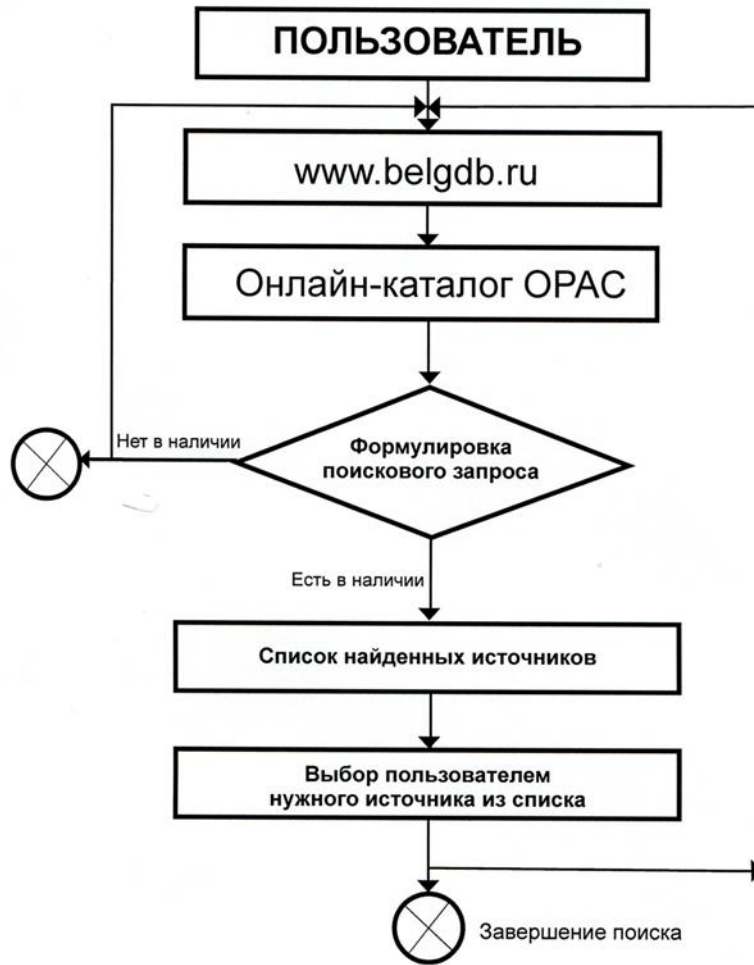 ПОЛЬЗОВАТЕЛЬ
www.belgdb.ru
Онлайн-каталог OPAC
Формулировка
поискового запроса
Нет в наличии
Есть в наличии
Список найденных источников
Выбор пользователем
нужного источника из списка
Завершение поиска